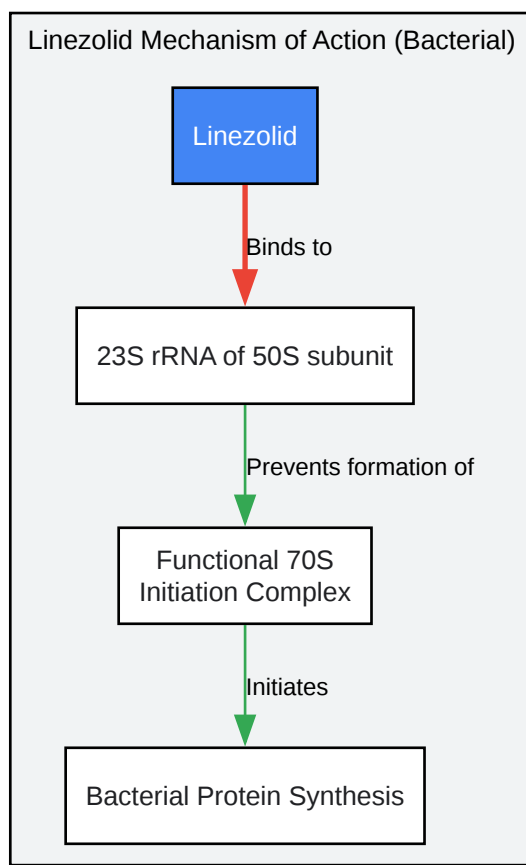 Linezolid Mechanism of Action (Bacterial)
Linezolid
Binds to
23S rRNA of 50S subunit
Prevents formation of
Functional 70S
Initiation Complex
Initiates
Bacterial Protein Synthesis